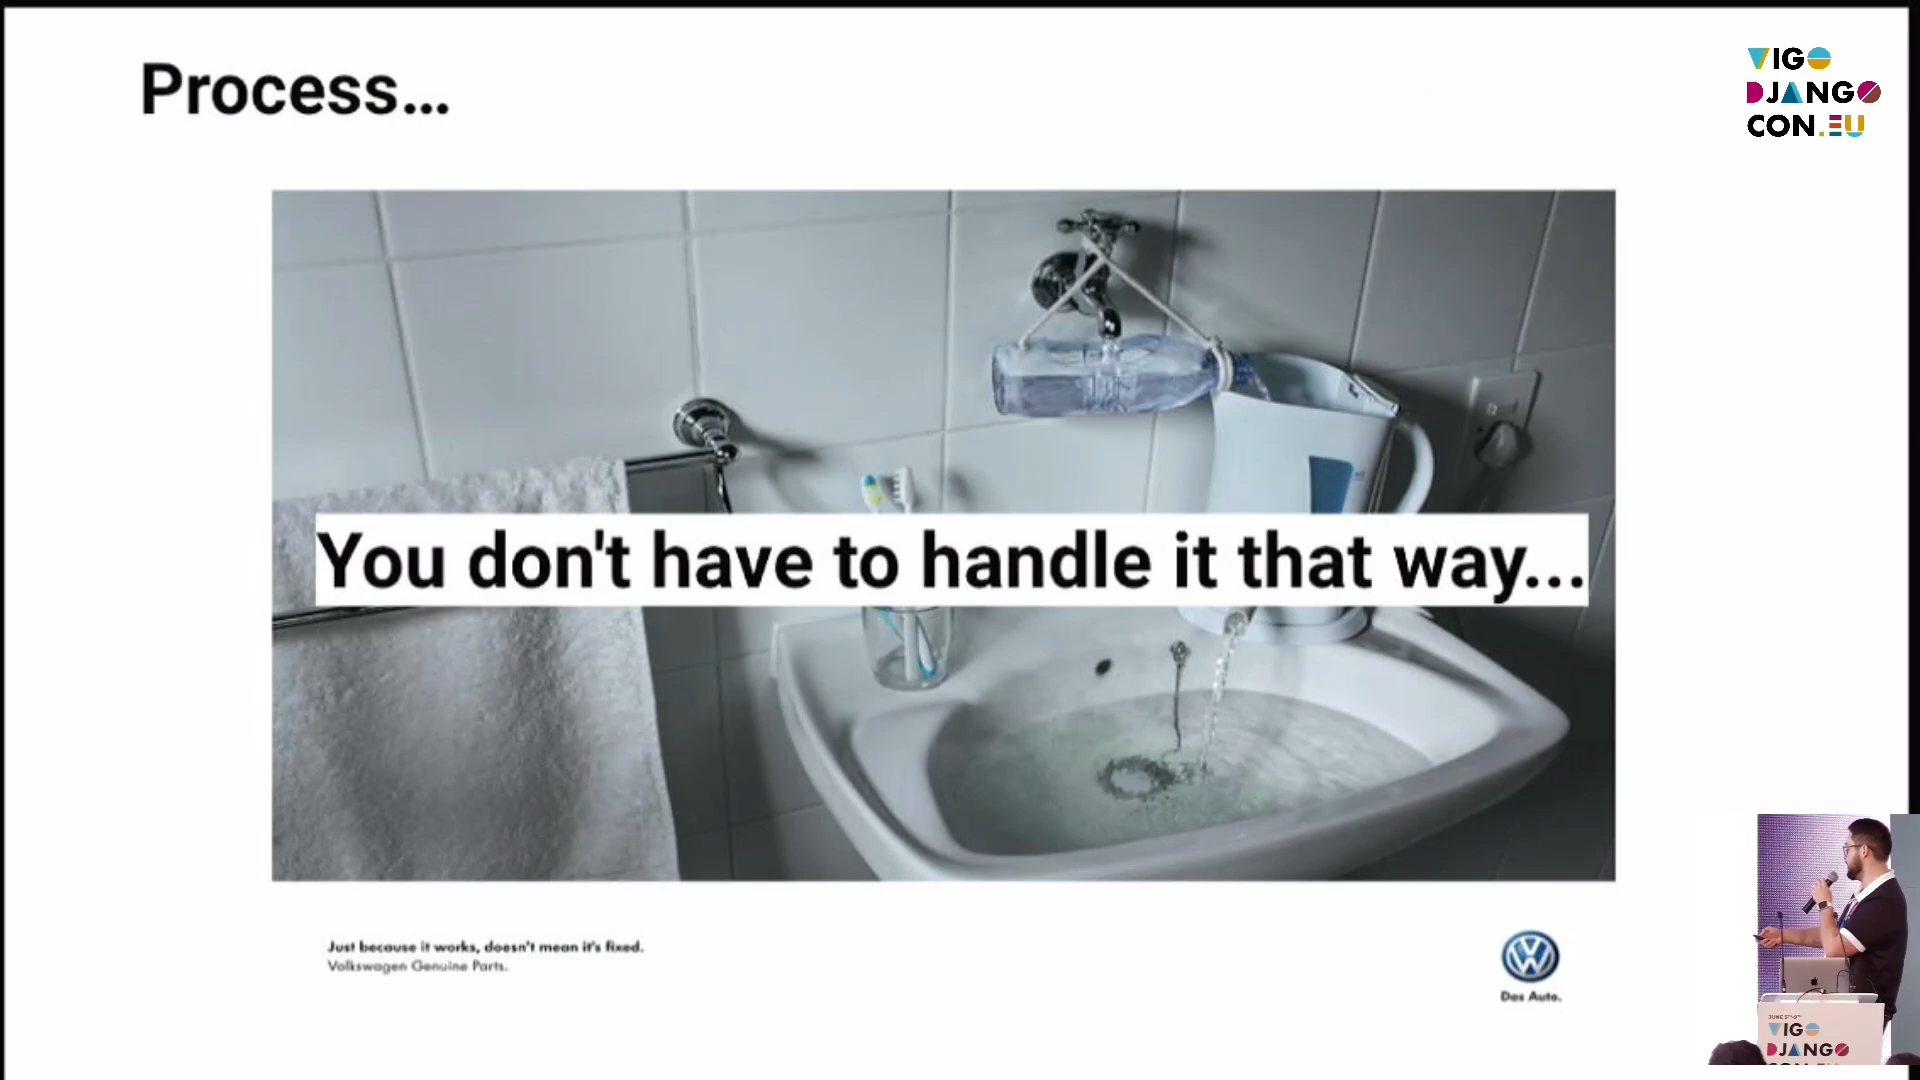 Process...
VIGO
DJANGO
CON.EU
You don't have to handle it that way...
Just because it works, doesn't mean it's fixed.
Volkswagen Genuine Parts.
Das Auto.
VIGO
DJANGO